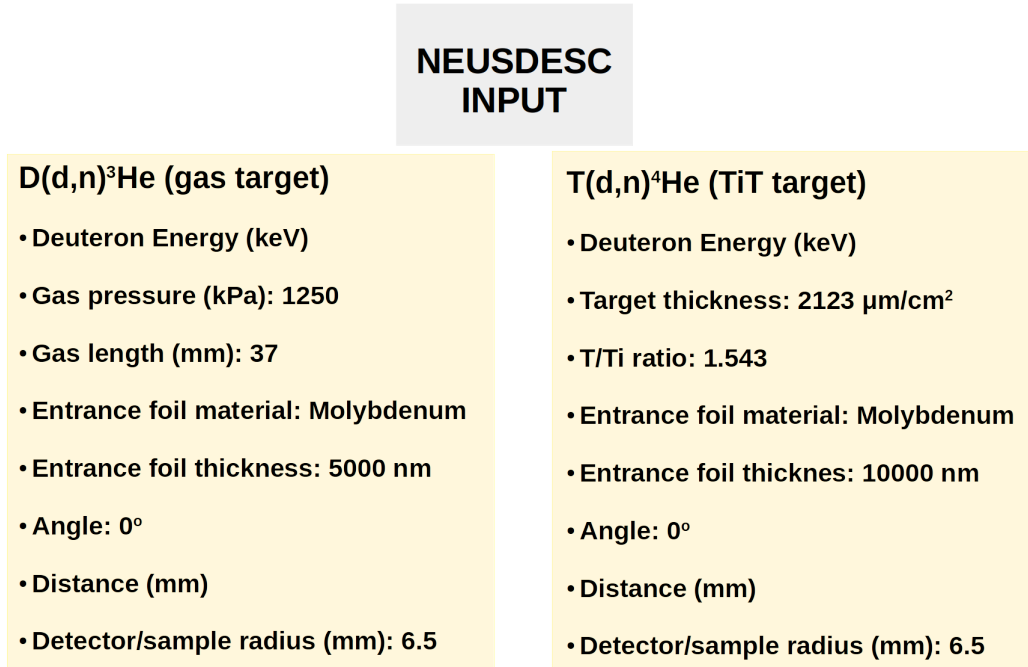 NEUSDESC
INPUT
D(d,n)³He (gas target)
• Deuteron Energy (keV)
• Gas pressure (kPa): 1250
• Gas length (mm): 37
• Entrance foil material: Molybdenum
• Entrance foil thickness: 5000 nm
• Angle: 0º
• Distance (mm)
• Detector/sample radius (mm): 6.5
T(d,n)⁴He (TiT target)
• Deuteron Energy (keV)
• Target thickness: 2123 μm/cm²
• T/Ti ratio: 1.543
• Entrance foil material: Molybdenum
• Entrance foil thicknes: 10000 nm
• Angle: 0º
• Distance (mm)
• Detector/sample radius (mm): 6.5